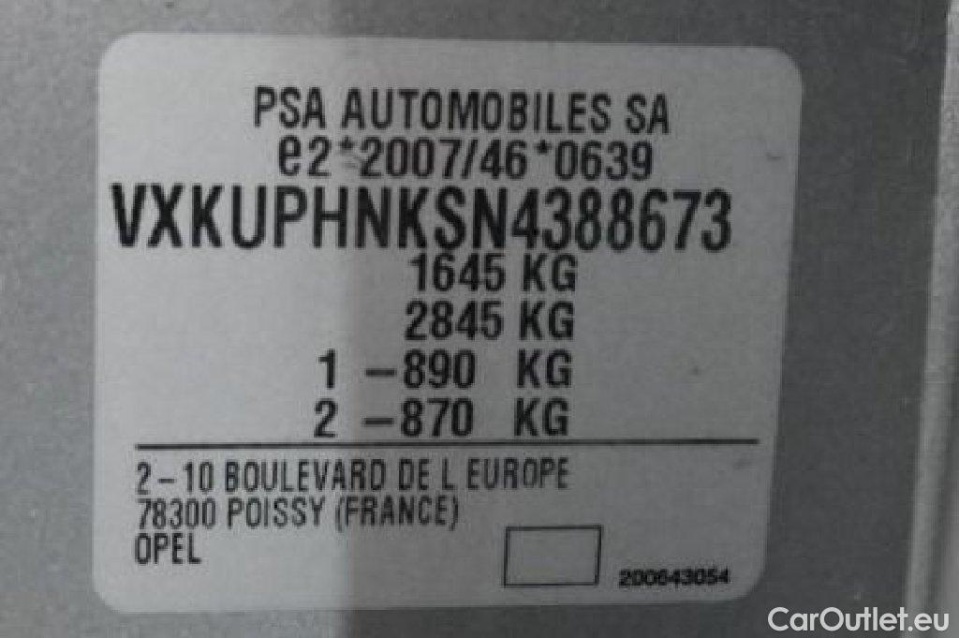 PSA AUTOMOBILES SA
e2*2007/46*0639
VXKUPHNKSN4388673
1645 KG
2845 KG
1 -890 KG
2 -870 KG
2-10 BOULEVARD DE L EUROPE
78300 POISSY (FRANCE)
OPEL
200643054
CarOutlet.eu